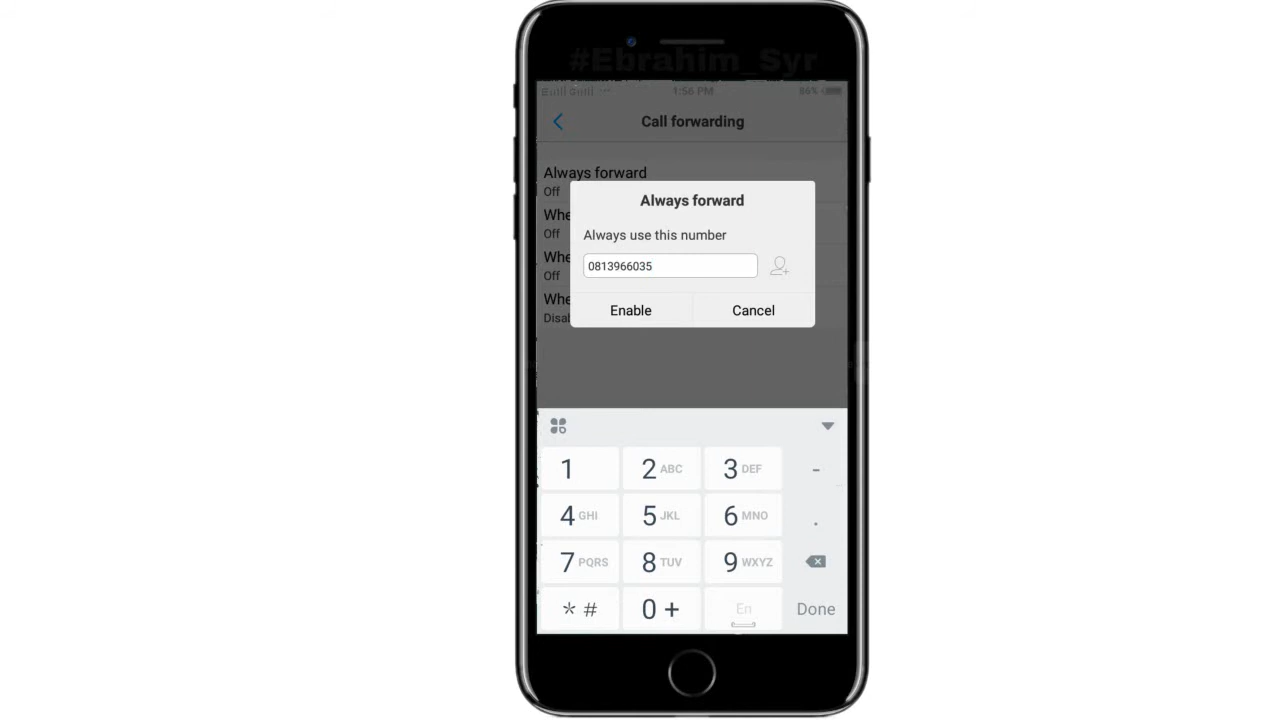 #Ebrahim_Syr
1:56 PM
86%
Call forwarding
Always forward
Off
Whe
Off
Whe
Off
Whe
Disab
Always forward
Always use this number
0813966035
Enable
Cancel
1
2 ABC
3 DEF
-
4 GHI
5 JKL
6 MNO
.
7 PQRS
8 TUV
9 WXYZ
* #
0 +
En
Done